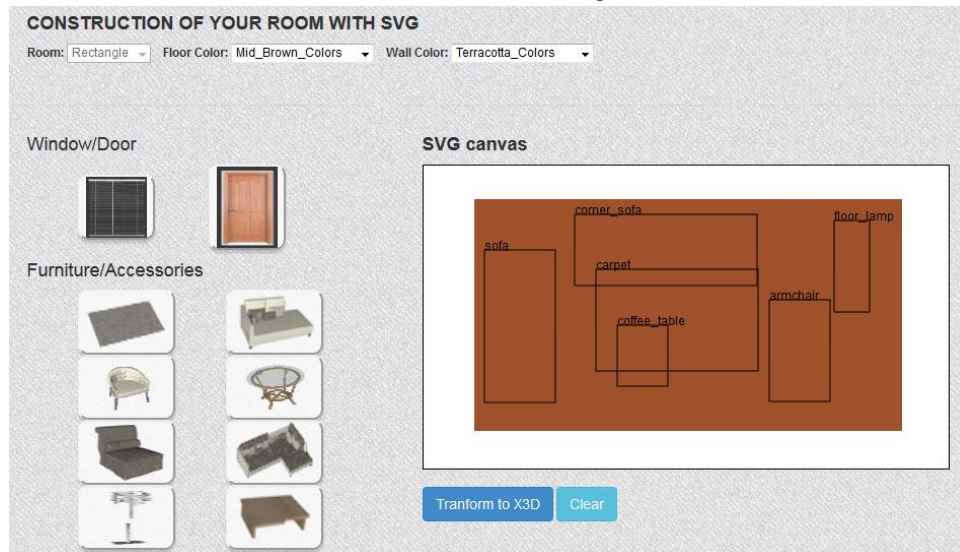 CONSTRUCTION OF YOUR ROOM WITH SVG
Room: Rectangle Floor Color: Mid_Brown_Colors Wall Color: Terracotta_Colors
Window/Door
SVG canvas
corner_sofa
floor_lamp
sofa
Furniture/Accessories
carpet
armchair
coffee_table
Tranform to X3D Clear